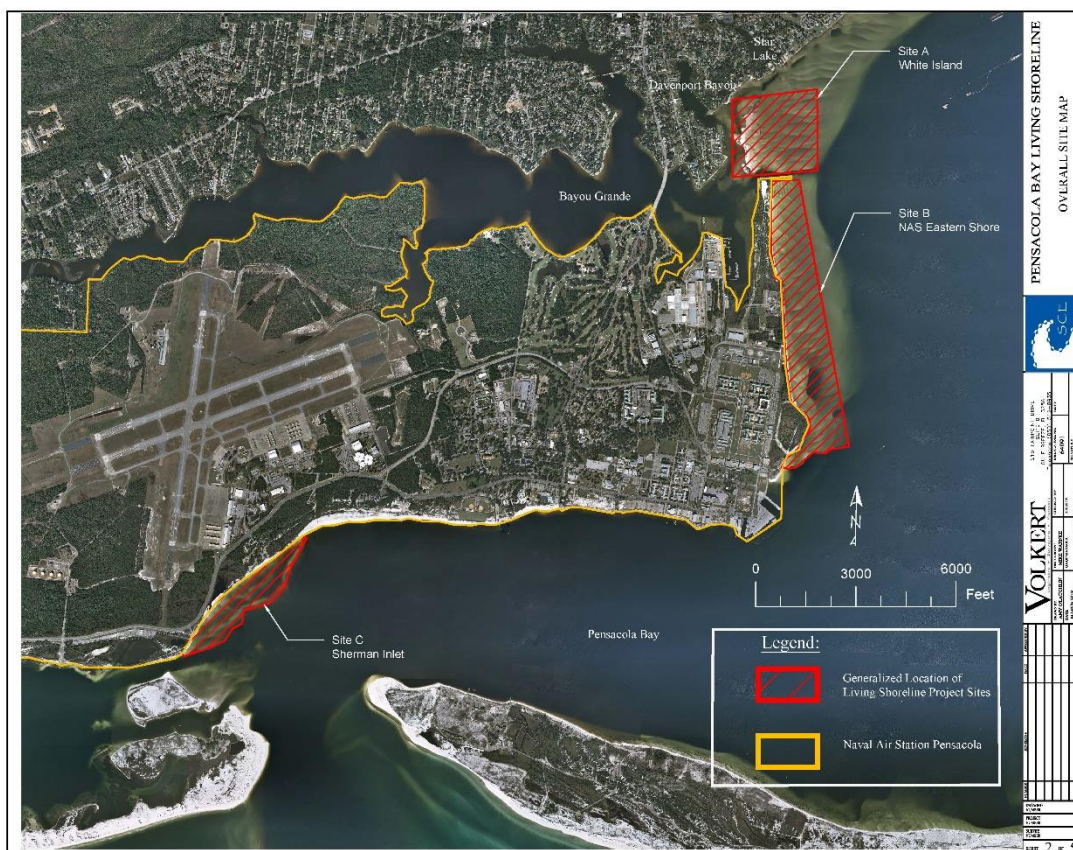 Star
Lake
Site A
White Island
Davenport Bayou
Bayou Grande
Site B
NAS Eastern Shore
N
0 3000 6000
Feet
Site C
Sherman Inlet
Pensacola Bay
Legend:
Generalized Location of
Living Shoreline Project Sites
Naval Air Station Pensacola
PENSACOLA BAY LIVING SHORELINE
OVERALL SITE MAP
SCE
VOLKERT